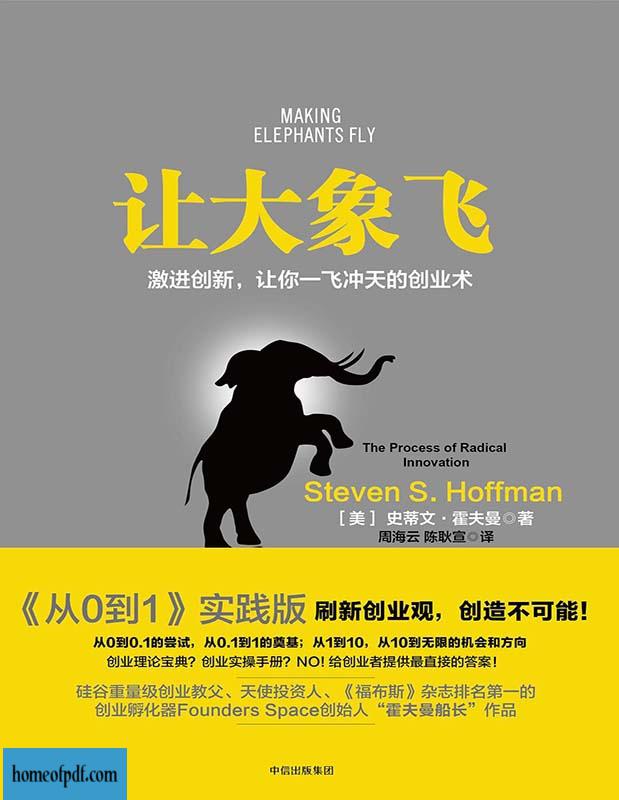 MAKING
ELEPHANTS FLY
让大象飞
激进创新，让你一飞冲天的创业术
The Process of Radical
Innovation
Steven S. Hoffman
［美］史蒂文·霍夫曼◎著
周海云 陈耿宣◎译
《从0到1》实践版 刷新创业观，创造不可能！
从0到0.1的尝试，从0.1到1的奠基；从1到10，从10到无限的机会和方向
创业理论宝典？创业实操手册？NO! 给创业者提供最直接的答案！
硅谷重量级创业教父、天使投资人、《福布斯》杂志排名第一的
创业孵化器Founders Space创始人“霍夫曼船长”作品
homeofpdf.com
中信出版集团